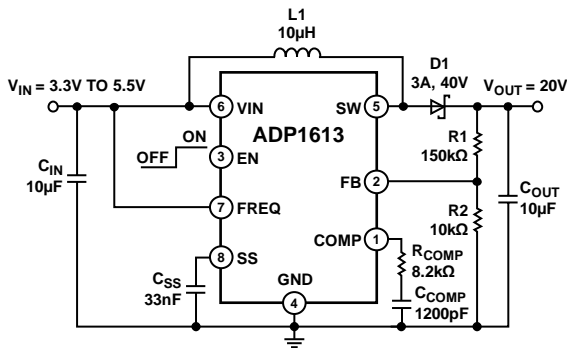 L1
10µH
V_IN = 3.3V TO 5.5V
D1
3A, 40V
V_OUT = 20V
6
VIN
SW
5
ADP1613
ON
OFF
3
EN
R1
150kΩ
C_IN
10µF
FB
2
C_OUT
10µF
7
FREQ
R2
10kΩ
COMP
1
8
SS
R_COMP
8.2kΩ
C_SS
33nF
GND
4
C_COMP
1200pF